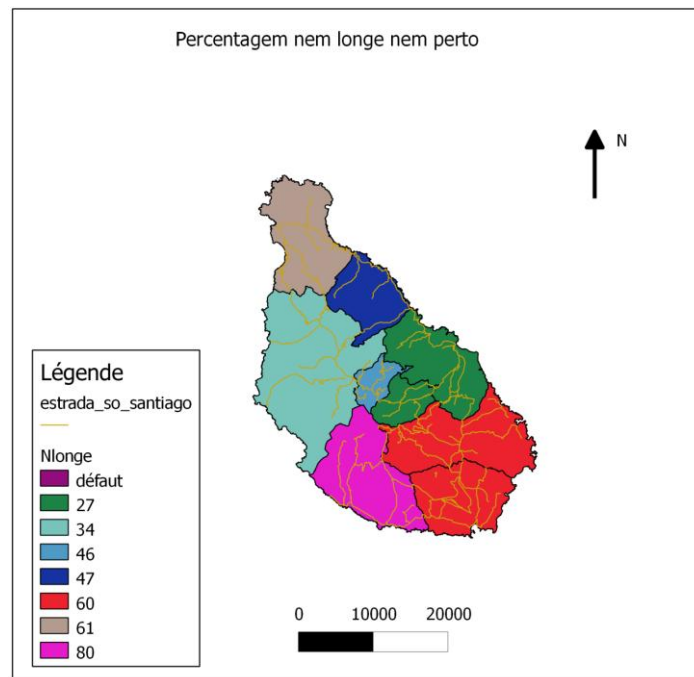 Percentagem nem longe nem perto
N
Légende
estrada_so_santiago
Nlonge
défaut
27
34
46
47
60
61
80
0 10000 20000